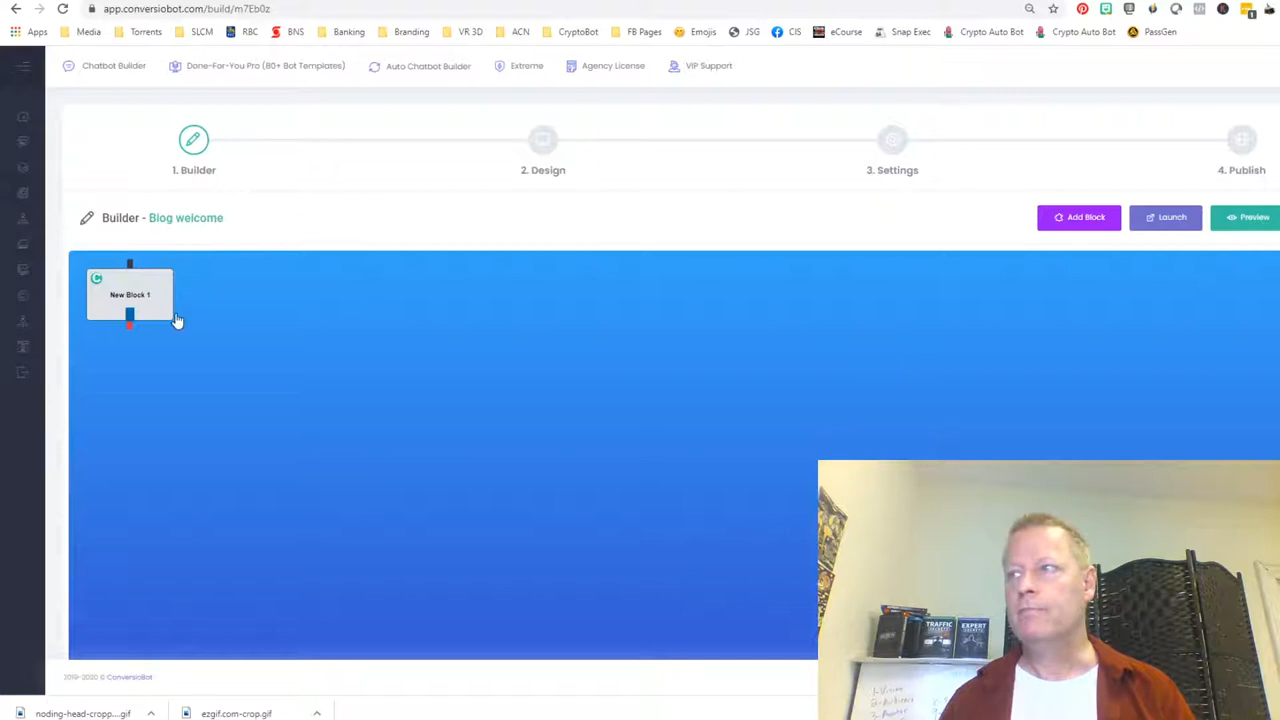 app.conversiobot.com/build/m7Eb0z
Apps Media Torrents SLCM RBC BNS Banking Branding VR 3D ACN CryptoBot FB Pages Emojis JSG CIS eCourse Snap Exec Crypto Auto Bot Crypto Auto Bot PassGen
Chatbot Builder Done-For-You Pro (80+ Bot Templates) Auto Chatbot Builder Extreme Agency License VIP Support
1. Builder 2. Design 3. Settings 4. Publish
Builder - Blog welcome Add Block Launch Preview
New Block 1
TRAFFIC
SECRETS
EXPERT
SECRETS
2019-2020 © ConversioBot
noding-head-cropp....gif ezgif.com-crop.gif